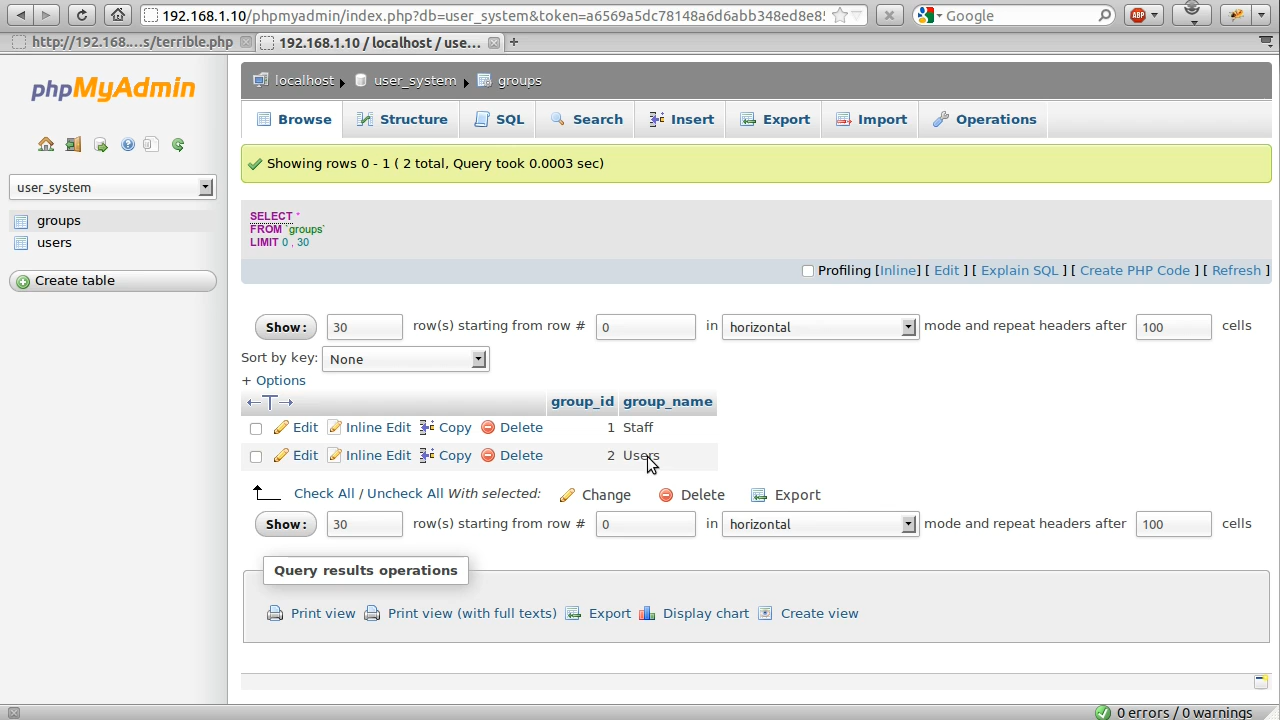 192.168.1.10/phpmyadmin/index.php?db=user_system&token=a6569a5dc78148a6d6abb348ed8e8! Google ABP
http://192.168....s/terrible.php 192.168.1.10 / localhost / use...
phpMyAdmin
user_system
groups
users
Create table
localhost user_system groups
Browse Structure SQL Search Insert Export Import Operations
Showing rows 0 - 1 ( 2 total, Query took 0.0003 sec)
SELECT *
FROM `groups`
LIMIT 0 , 30
Profiling [Inline] [ Edit ] [ Explain SQL ] [ Create PHP Code ] [ Refresh ]
Show : 30 row(s) starting from row # 0 in horizontal mode and repeat headers after 100 cells
Sort by key: None
+ Options
←T→ group_id group_name
Edit Inline Edit Copy Delete 1 Staff
Edit Inline Edit Copy Delete 2 Users
Check All / Uncheck All With selected: Change Delete Export
Show : 30 row(s) starting from row # 0 in horizontal mode and repeat headers after 100 cells
Query results operations
Print view Print view (with full texts) Export Display chart Create view
0 errors / 0 warnings